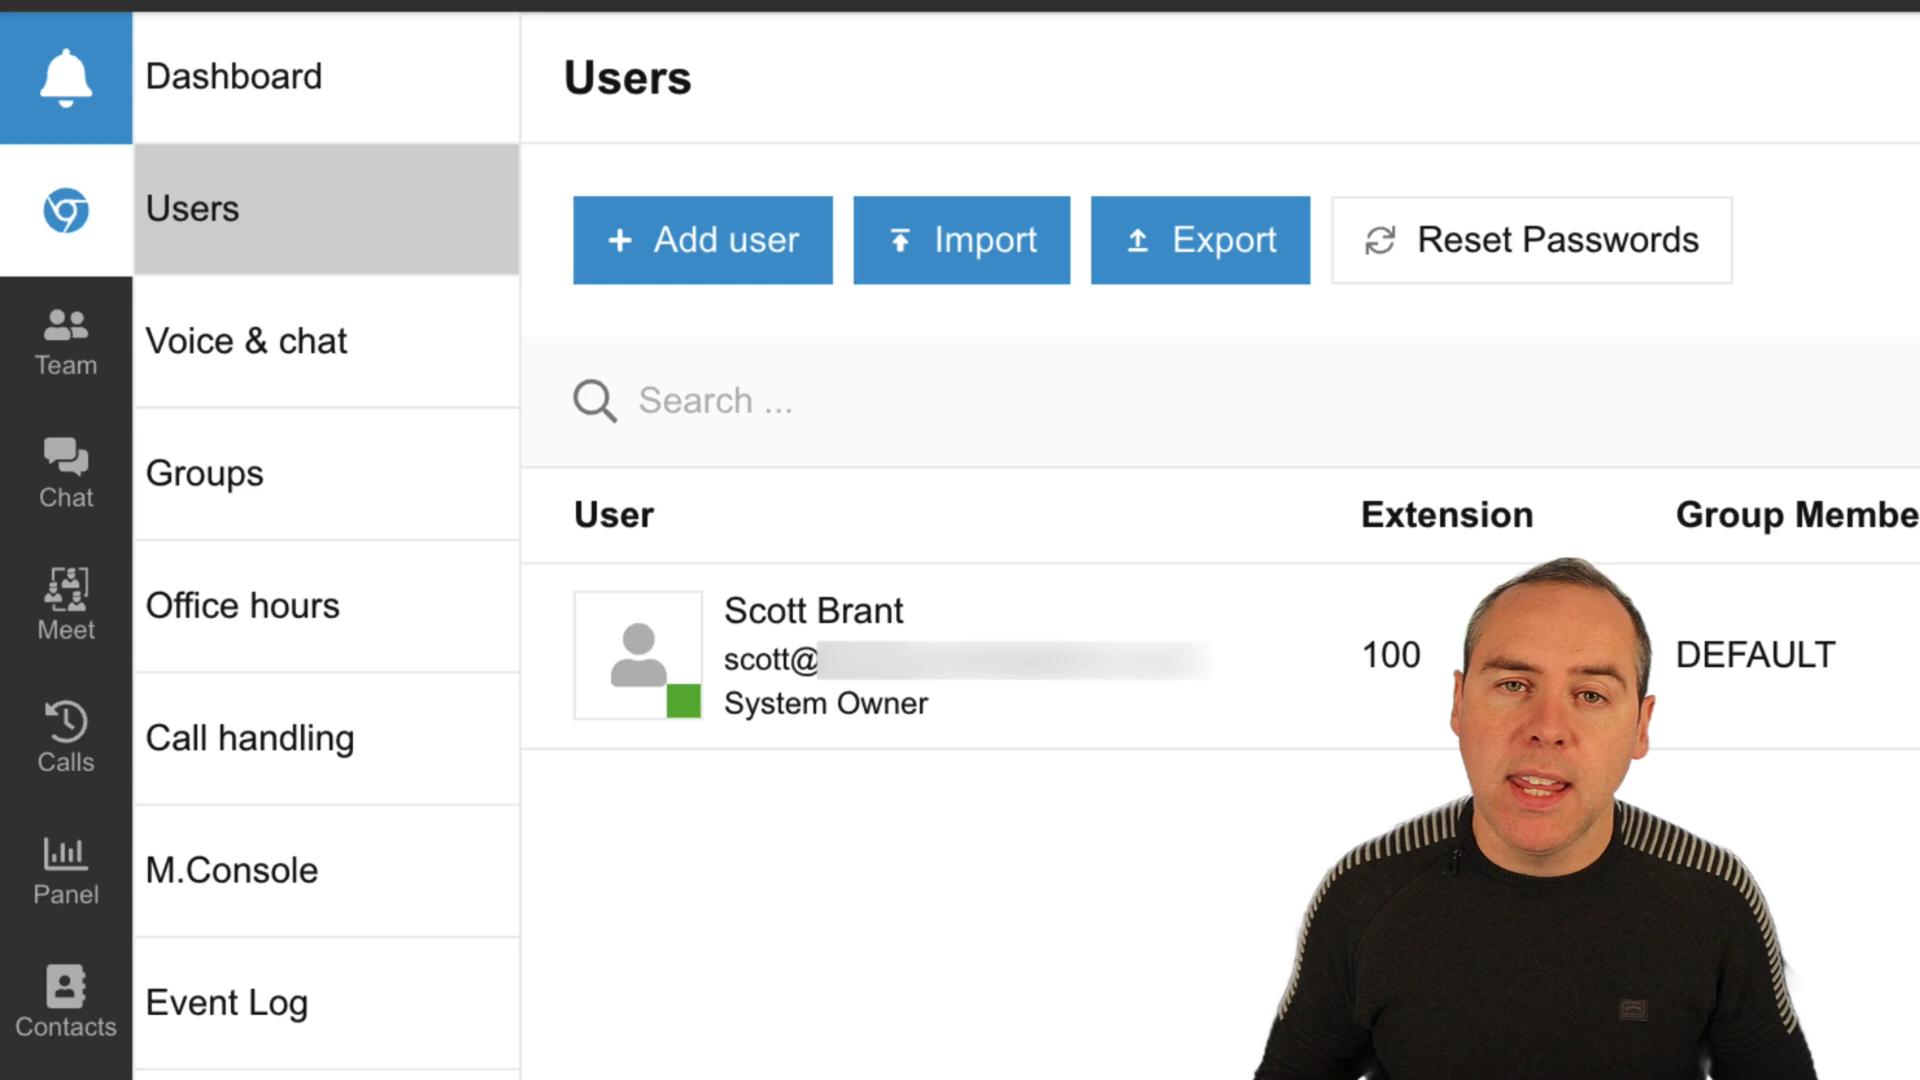 Dashboard
Users
Voice & chat
Groups
Office hours
Call handling
M.Console
Event Log
Team
Chat
Meet
Calls
Panel
Contacts
Users
Add user
Import
Export
Reset Passwords
Search ...
User Extension Group Membe
Scott Brant
scott@
System Owner
100 DEFAULT